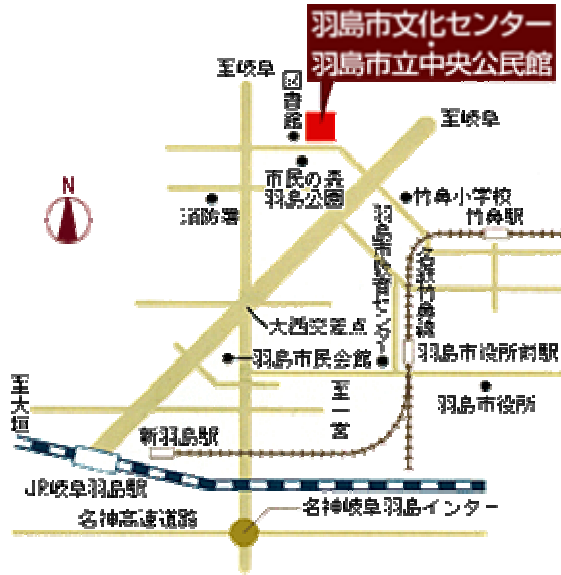 羽島市文化センター
・
羽島市立中央公民館
至岐阜
図書館
至岐阜
市民の森
羽島公園
竹鼻小学校
竹鼻駅
N
消防署
羽島市教育センター
名鉄竹鼻線
大西交差点
羽島市民会館
羽島市役所前駅
至大垣
至一宮
羽島市役所
新羽島駅
JR岐阜羽島駅
名神岐阜羽島インター
名神高速道路